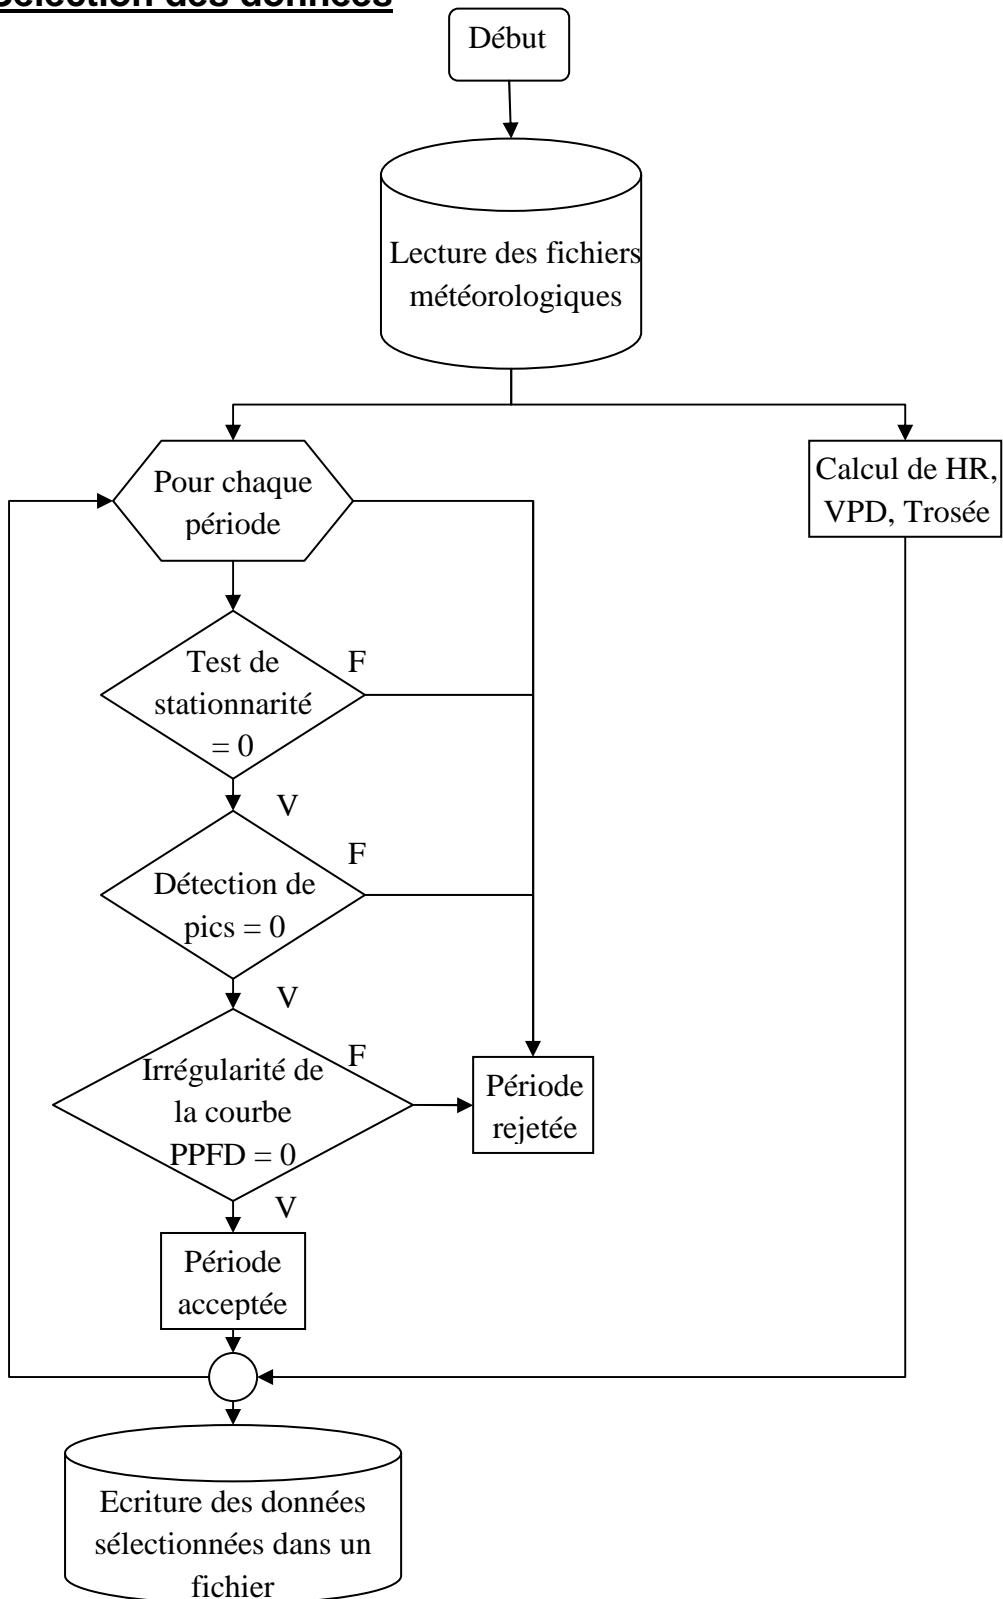 Sélection des données
Début
Lecture des fichiers
météorologiques
Pour chaque
période
Calcul de HR,
VPD, Trosée
Test de
stationnarité
= 0
F
V
Détection de
pics = 0
F
V
Irrégularité de
la courbe
PPFD = 0
F
Période
rejetée
V
Période
acceptée
Ecriture des données
sélectionnées dans un
fichier